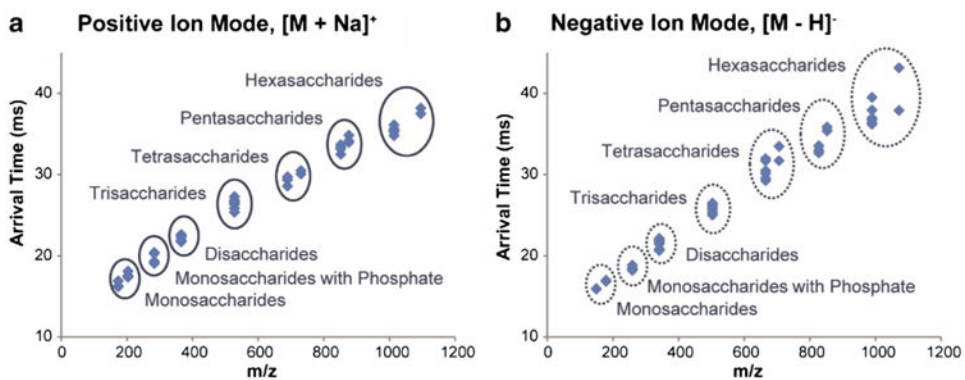 a Positive Ion Mode, [M + Na]⁺
Arrival Time (ms)
40
30
20
10
Hexasaccharides
Pentasaccharides
Tetrasaccharides
Trisaccharides
Disaccharides
Monosaccharides with Phosphate
Monosaccharides
0 200 400 600 800 1000 1200
m/z
b Negative Ion Mode, [M - H]⁻
Arrival Time (ms)
40
30
20
10
Hexasaccharides
Pentasaccharides
Tetrasaccharides
Trisaccharides
Disaccharides
Monosaccharides with Phosphate
Monosaccharides
0 200 400 600 800 1000 1200
m/z